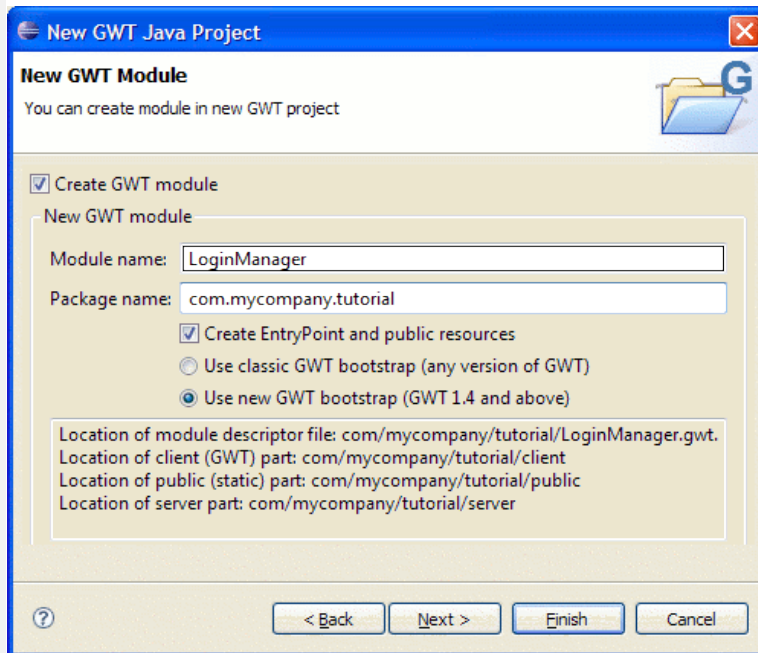 New GWT Java Project
New GWT Module
G
You can create module in new GWT project
Create GWT module
New GWT module
Module name: LoginManager
Package name: com.mycompany.tutorial
Create EntryPoint and public resources
Use classic GWT bootstrap (any version of GWT)
Use new GWT bootstrap (GWT 1.4 and above)
Location of module descriptor file: com/mycompany/tutorial/LoginManager.gwt.
Location of client (GWT) part: com/mycompany/tutorial/client
Location of public (static) part: com/mycompany/tutorial/public
Location of server part: com/mycompany/tutorial/server
? < Back Next > Finish Cancel